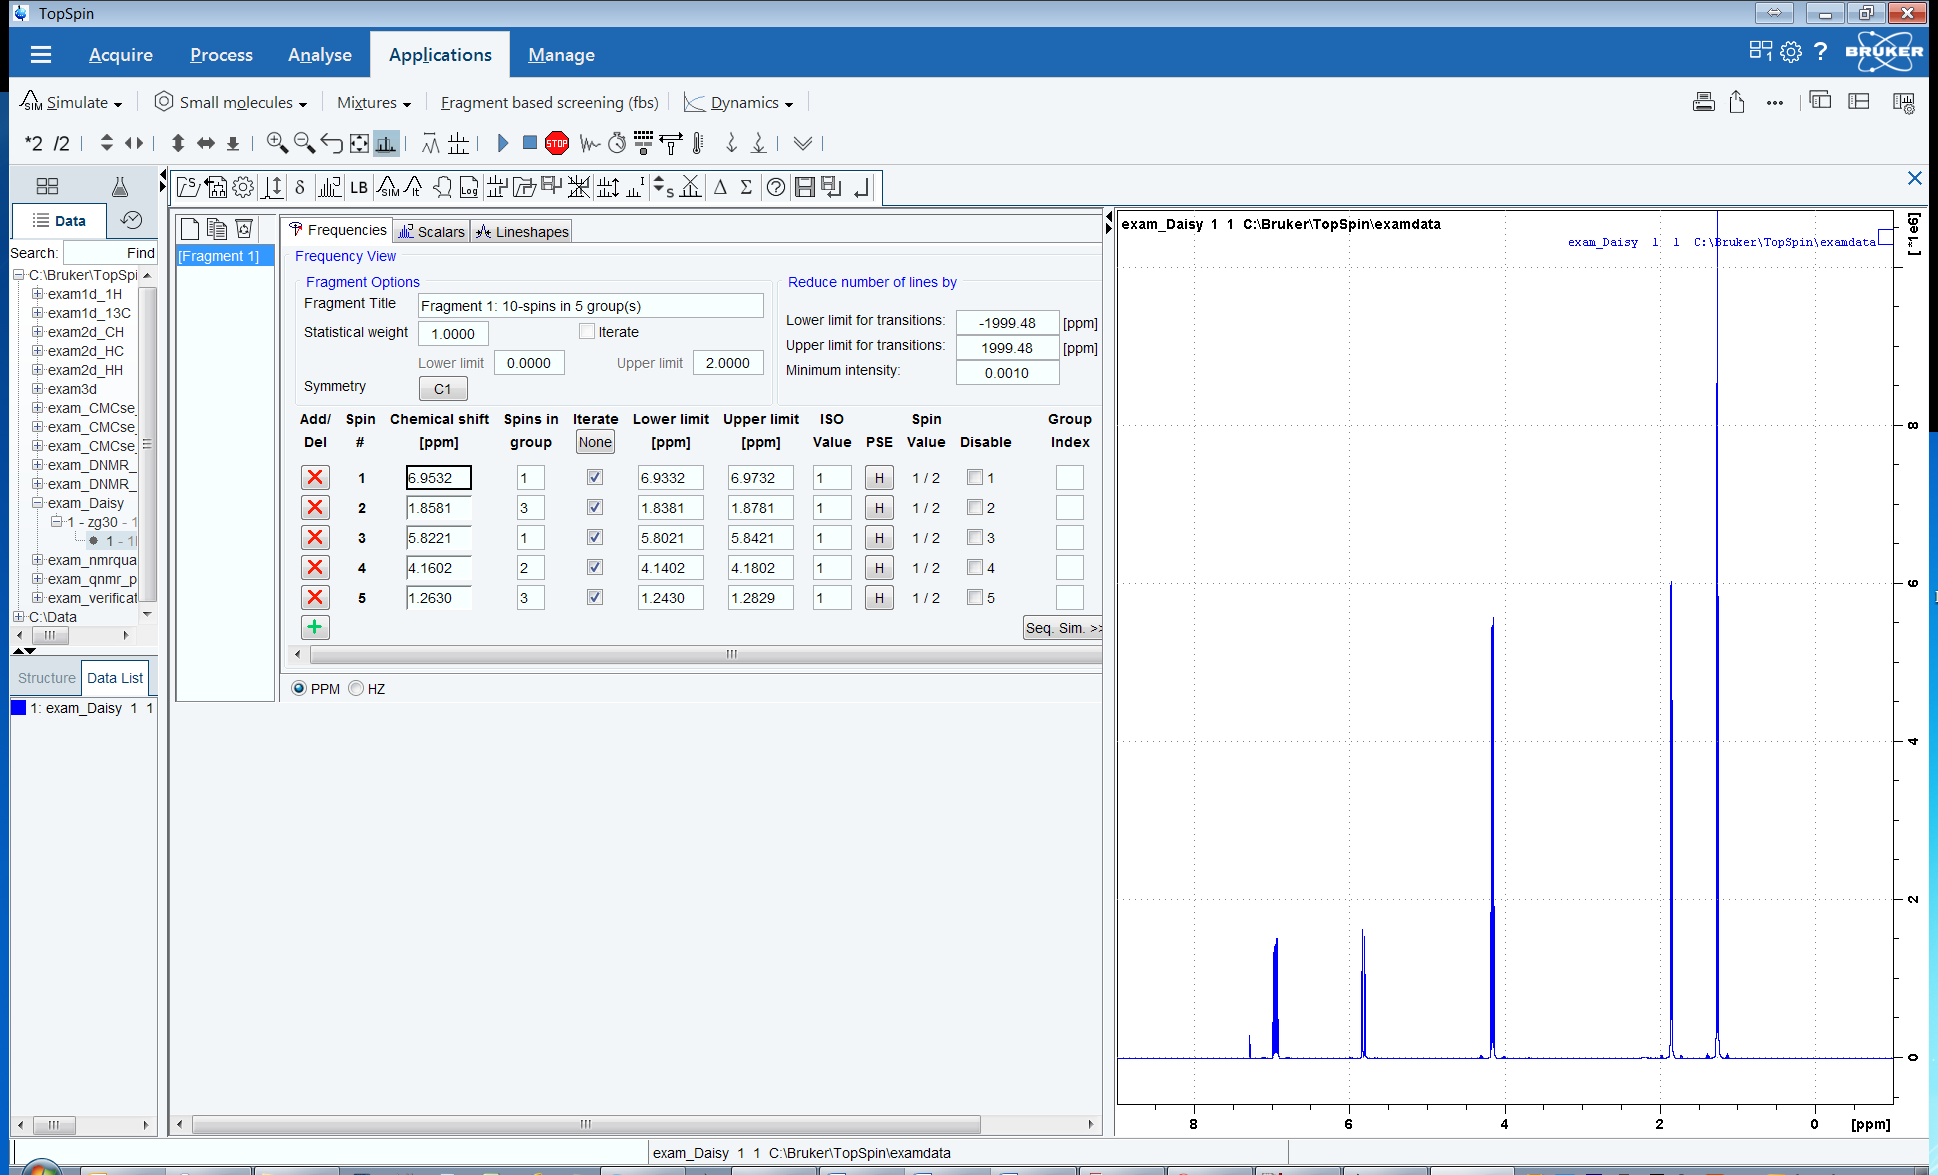 TopSpin
Acquire Process Analyse Applications Manage
1 ? BRUKER
SIM Simulate Small molecules Mixtures Fragment based screening (fbs) Dynamics
*2 /2 STOP
S δ LB SIM It Log S Δ Σ ?
Data
Search: Find
C:\Bruker\TopSpi
exam1d_1H
exam1d_13C
exam2d_CH
exam2d_HC
exam2d_HH
exam3d
exam_CMCse_
exam_CMCse_
exam_CMCse_
exam_DNMR_
exam_DNMR_
exam_Daisy
1 - zg30 - 1
1 - 1
exam_nmrqua
exam_qnmr_p
exam_verificat
C:\Data
Structure Data List
1: exam_Daisy 1 1
[Fragment 1]
Frequencies Scalars Lineshapes
Frequency View
Fragment Options
Fragment Title Fragment 1: 10-spins in 5 group(s)
Statistical weight 1.0000 Iterate
Lower limit 0.0000 Upper limit 2.0000
Symmetry C1
Reduce number of lines by
Lower limit for transitions: -1999.48 [ppm]
Upper limit for transitions: 1999.48 [ppm]
Minimum intensity: 0.0010
Add/ Spin Chemical shift Spins in Iterate Lower limit Upper limit ISO Spin Group
Del # [ppm] group None [ppm] [ppm] Value PSE Value Disable Index
1 6.9532 1 6.9332 6.9732 1 H 1 / 2 1
2 1.8581 3 1.8381 1.8781 1 H 1 / 2 2
3 5.8221 1 5.8021 5.8421 1 H 1 / 2 3
4 4.1602 2 4.1402 4.1802 1 H 1 / 2 4
5 1.2630 3 1.2430 1.2829 1 H 1 / 2 5
Seq. Sim. >>
PPM HZ
exam_Daisy 1 1 C:\Bruker\TopSpin\examdata
exam_Daisy 1 1 C:\Bruker\TopSpin\examdata
[*1e6]
8
6
4
2
0
8 6 4 2 0 [ppm]
exam_Daisy 1 1 C:\Bruker\TopSpin\examdata